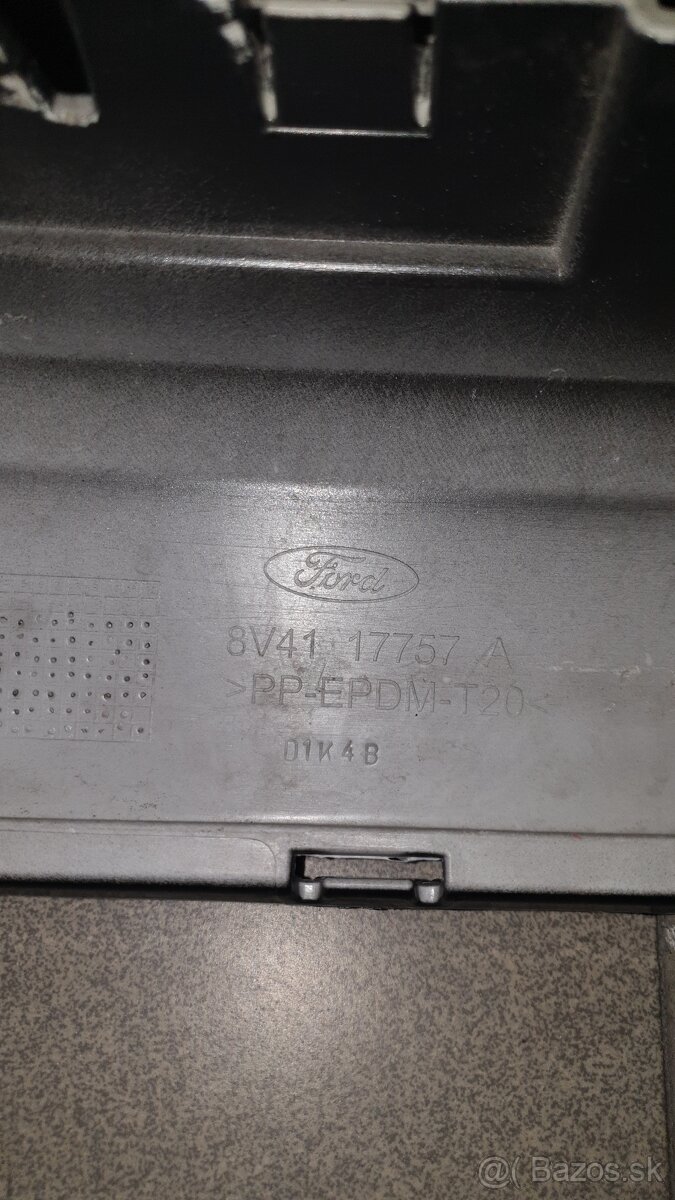 Ford
8V41 17757 A
>PP-EPDM-T20<
01K4B
@( Bazos.sk